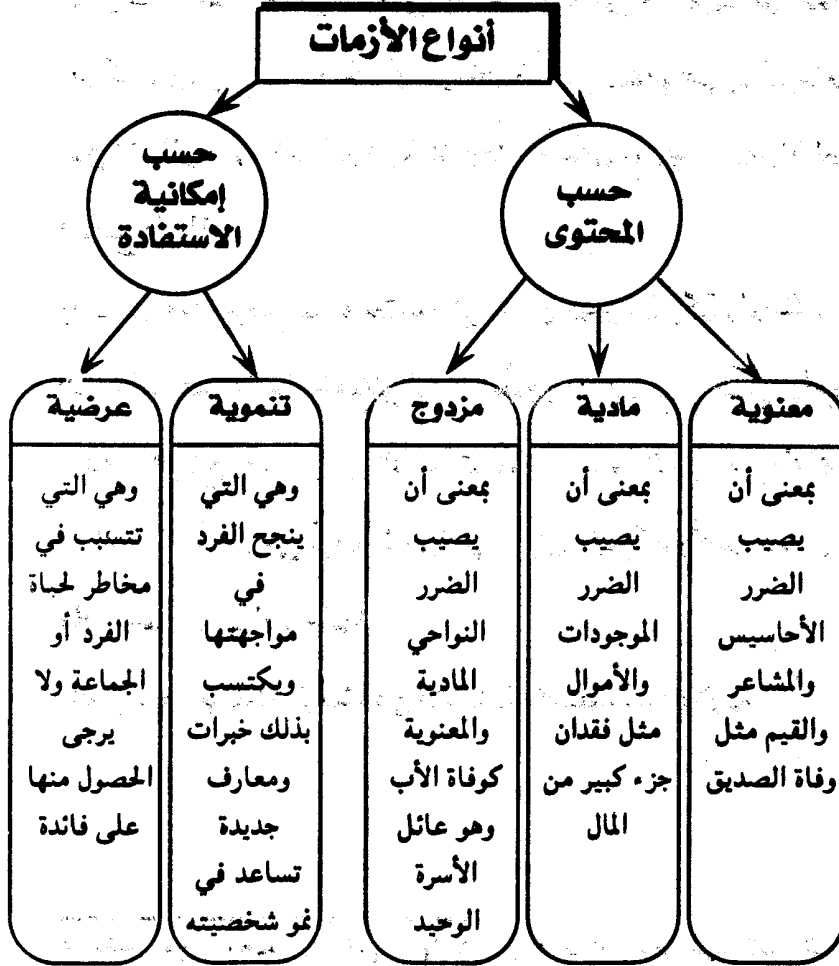 أنواع الأزمات
حسب
المحتوى
حسب
إمكانية
الاستفادة
معنوية
بمعنى أن
يصيب
الضرر
الأحاسيس
والمشاعر
والقيم مثل
وفاة الصديق
مادية
بمعنى أن
يصيب
الضرر
الموجودات
والأموال
مثل فقدان
جزء كبير من
المال
مزدوج
بمعنى أن
يصيب
الضرر
النواحي
المادية
والمعنوية
كوفاة الأب
وهو عائل
الأسرة
الوحيد
تنموية
وهي التي
ينجح الفرد
في
مواجهتها
ويكتسب
بذلك خبرات
ومعارف
جديدة
تساعد في
نمو شخصيته
عرضية
وهي التي
تتسبب في
مخاطر لحياة
الفرد أو
الجماعة ولا
يرجى
الحصول منها
على فائدة